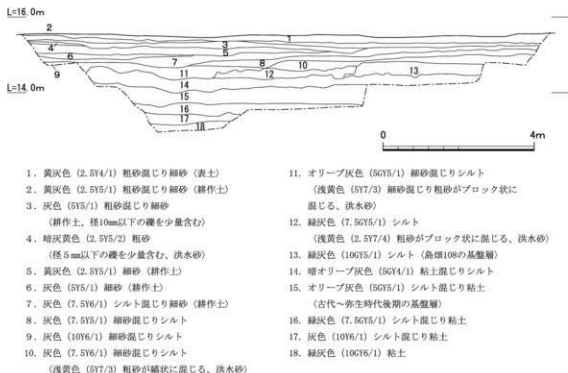 L=16.0m
2
1
4
3
5
6
7
8
10
9
11
12
13
L=14.0m
14
15
16
17
18
0
4m
1．黄灰色（2.5Y4/1）粗砂混じり細砂（表土）
2．黄灰色（2.5Y5/1）粗砂混じり細砂（耕作土）
3．灰色（5Y5/1）粗砂混じり細砂
（耕作土、径10mm以下の礫を少量含む）
4．暗灰黄色（2.5Y5/2）粗砂
（径５mm以下の礫を少量含む、洪水砂）
5．黄灰色（2.5Y5/1）細砂（耕作土）
6．灰色（5Y5/1）細砂（耕作土）
7．灰色（7.5Y6/1）シルト混じり細砂（耕作土）
8．灰色（7.5Y5/1）細砂混じりシルト
9．灰色（10Y6/1）細砂混じりシルト
10．灰色（7.5Y6/1）細砂混じりシルト
（浅黄色（5Y7/3）粗砂が縞状に混じる、洪水砂）
11．オリーブ灰色（5GY5/1）細砂混じりシルト
（浅黄色（5Y7/3）細砂混じり粗砂がブロック状に
混じる、洪水砂）
12．緑灰色（7.5GY5/1）シルト
（浅黄色（2.5Y7/4）粗砂がブロック状に混じる、洪水砂）
13．緑灰色（10GY5/1）シルト（島畑108の基盤層）
14．暗オリーブ灰色（5GY4/1）粘土混じりシルト
15．オリーブ灰色（5GY5/1）シルト混じり粘土
（古代～弥生時代後期の基盤層）
16．緑灰色（7.5GY5/1）シルト混じり粘土
17．灰色（10Y6/1）シルト混じり粘土
18．緑灰色（10GY6/1）粘土